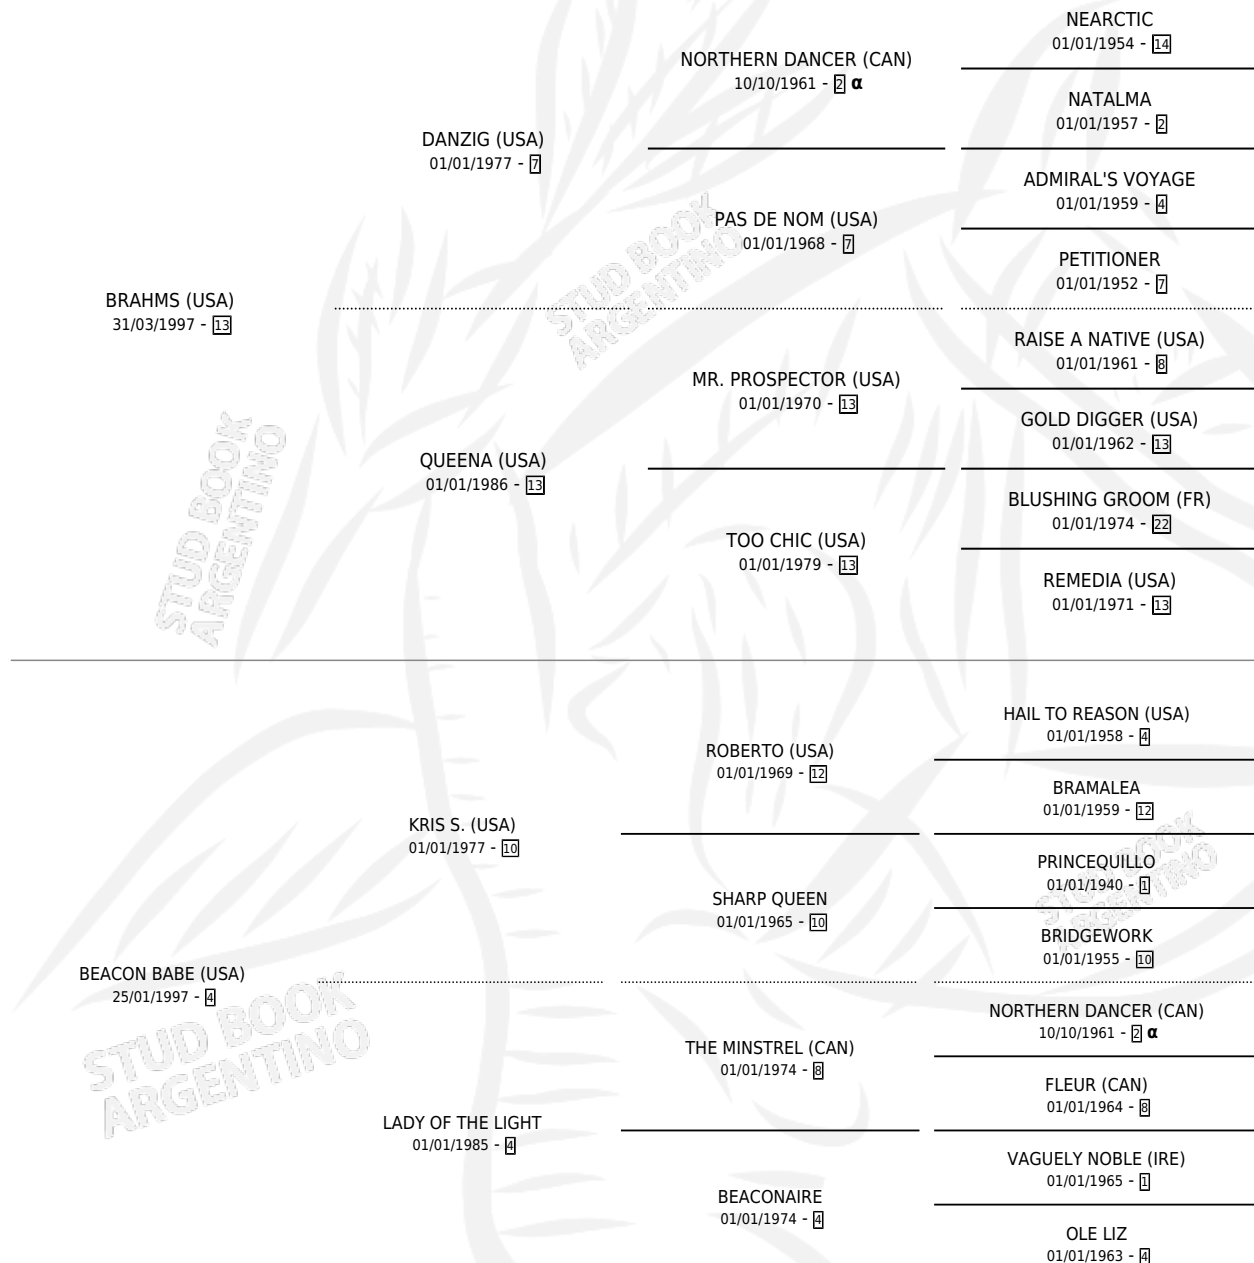 NEARCTIC
01/01/1954 - 14
NORTHERN DANCER (CAN)
10/10/1961 - 2 α
NATALMA
01/01/1957 - 2
DANZIG (USA)
01/01/1977 - 7
ADMIRAL'S VOYAGE
01/01/1959 - 4
PAS DE NOM (USA)
01/01/1968 - 7
PETITIONER
01/01/1952 - 7
BRAHMS (USA)
31/03/1997 - 13
RAISE A NATIVE (USA)
01/01/1961 - 8
MR. PROSPECTOR (USA)
01/01/1970 - 13
GOLD DIGGER (USA)
01/01/1962 - 13
QUEENA (USA)
01/01/1986 - 13
BLUSHING GROOM (FR)
01/01/1974 - 22
TOO CHIC (USA)
01/01/1979 - 13
REMEDIA (USA)
01/01/1971 - 13
HAIL TO REASON (USA)
01/01/1958 - 4
ROBERTO (USA)
01/01/1969 - 12
BRAMALEA
01/01/1959 - 12
KRIS S. (USA)
01/01/1977 - 10
PRINCEQUILLO
01/01/1940 - 1
SHARP QUEEN
01/01/1965 - 10
BRIDGEWORK
01/01/1955 - 10
BEACON BABE (USA)
25/01/1997 - 4
NORTHERN DANCER (CAN)
10/10/1961 - 2 α
THE MINSTREL (CAN)
01/01/1974 - 8
FLEUR (CAN)
01/01/1964 - 8
LADY OF THE LIGHT
01/01/1985 - 4
VAGUELY NOBLE (IRE)
01/01/1965 - 1
BEACONAIRE
01/01/1974 - 4
OLE LIZ
01/01/1963 - 4
STUD BOOK
ARGENTINO
STUD BOOK
ARGENTINO
STUD BOOK
ARGENTINO
STUD BOOK
ARGENTINO